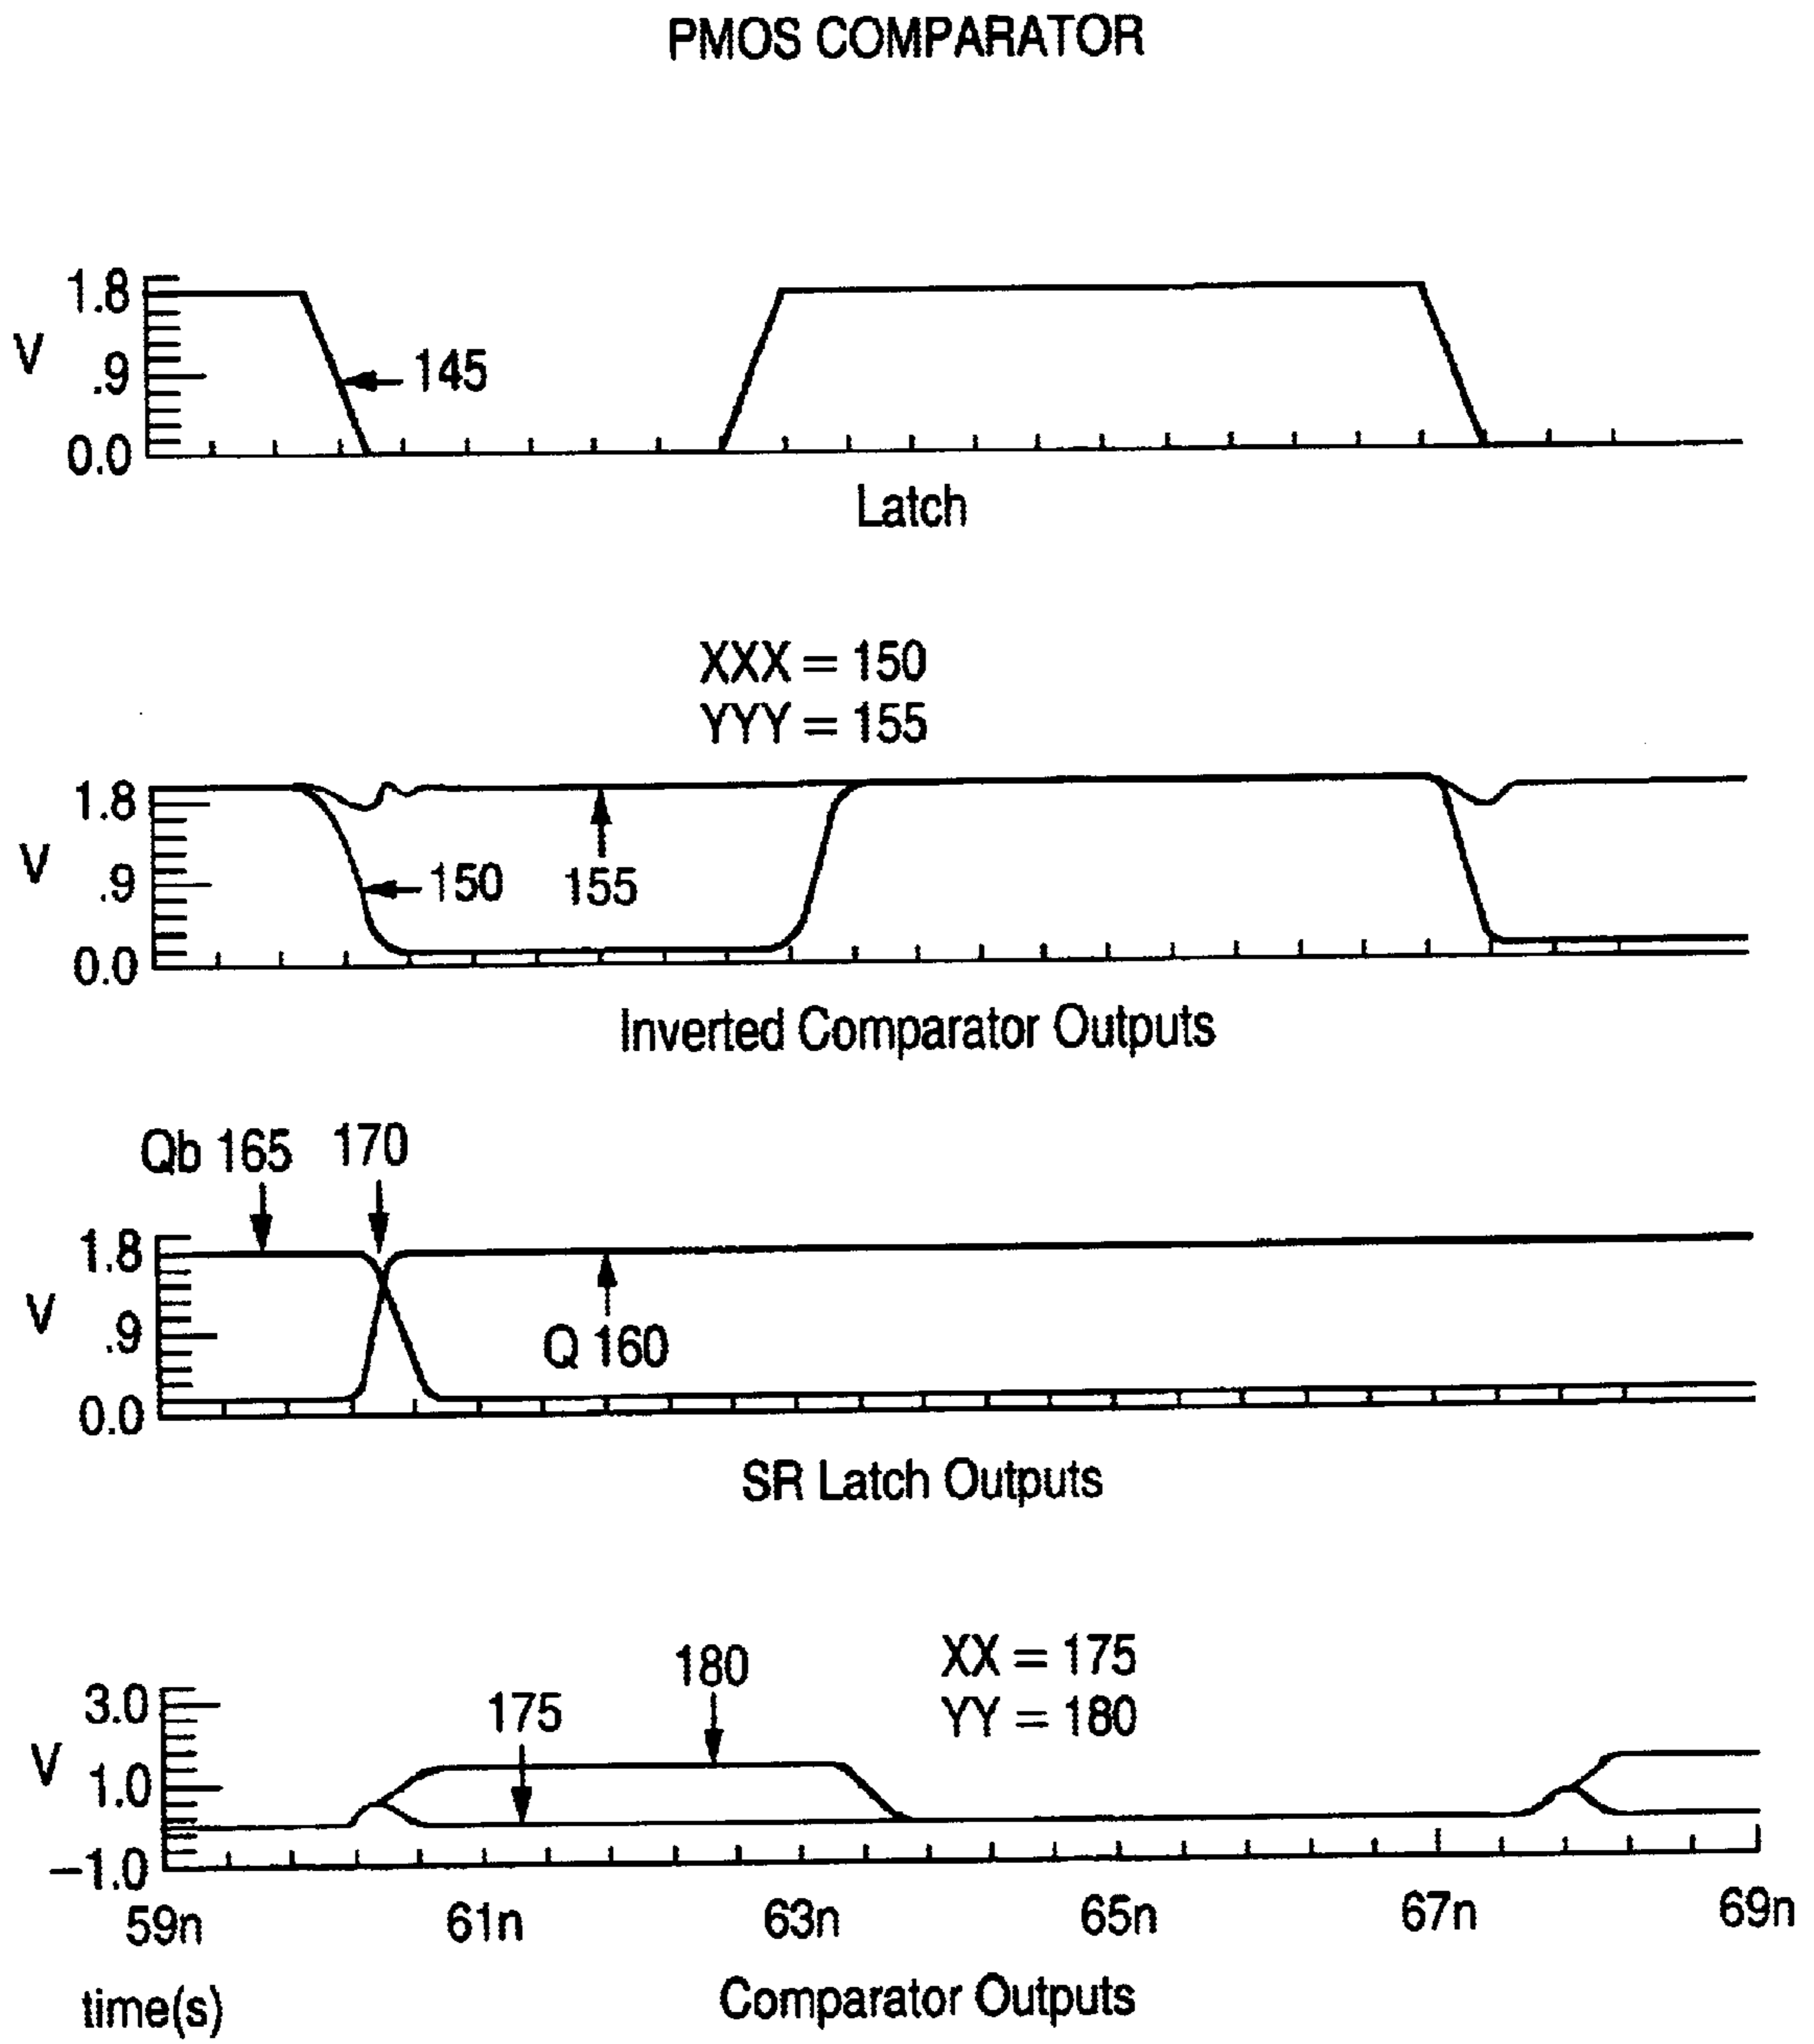 PMOS COMPARATOR
1.8
V
.9
145
0.0
Latch
XXX = 150
YYY = 155
1.8
V
.9
150
155
0.0
Inverted Comparator Outputs
Qb 165
170
1.8
V
.9
Q 160
0.0
SR Latch Outputs
180
XX = 175
175
YY = 180
3.0
V
1.0
–1.0
59n 61n 63n 65n 67n 69n
time(s)
Comparator Outputs